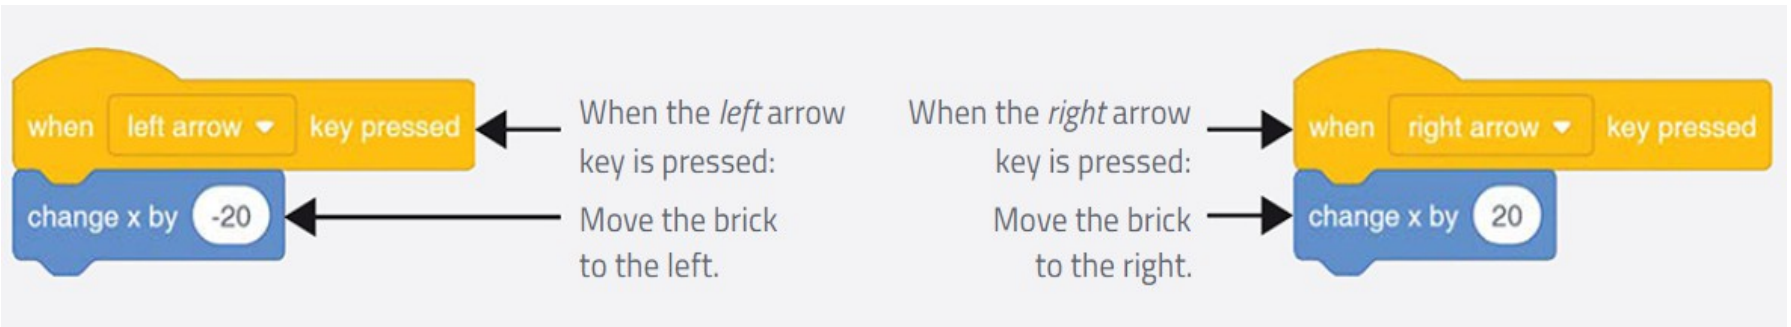 when left arrow key pressed
change x by -20
When the left arrow
key is pressed:
Move the brick
to the left.
When the right arrow
key is pressed:
Move the brick
to the right.
when right arrow key pressed
change x by 20